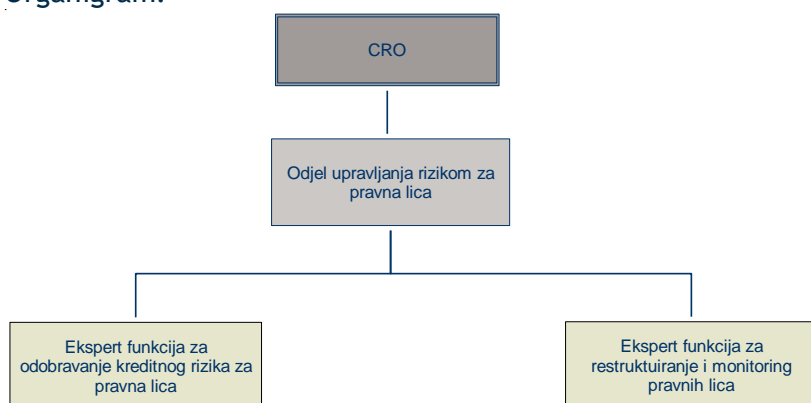 Organigram:
CRO
Odjel upravljanja rizikom za
pravna lica
Ekspert funkcija za
odobravanje kreditnog rizika za
pravna lica
Ekspert funkcija za
restruktuiranje i monitoring
pravnih lica